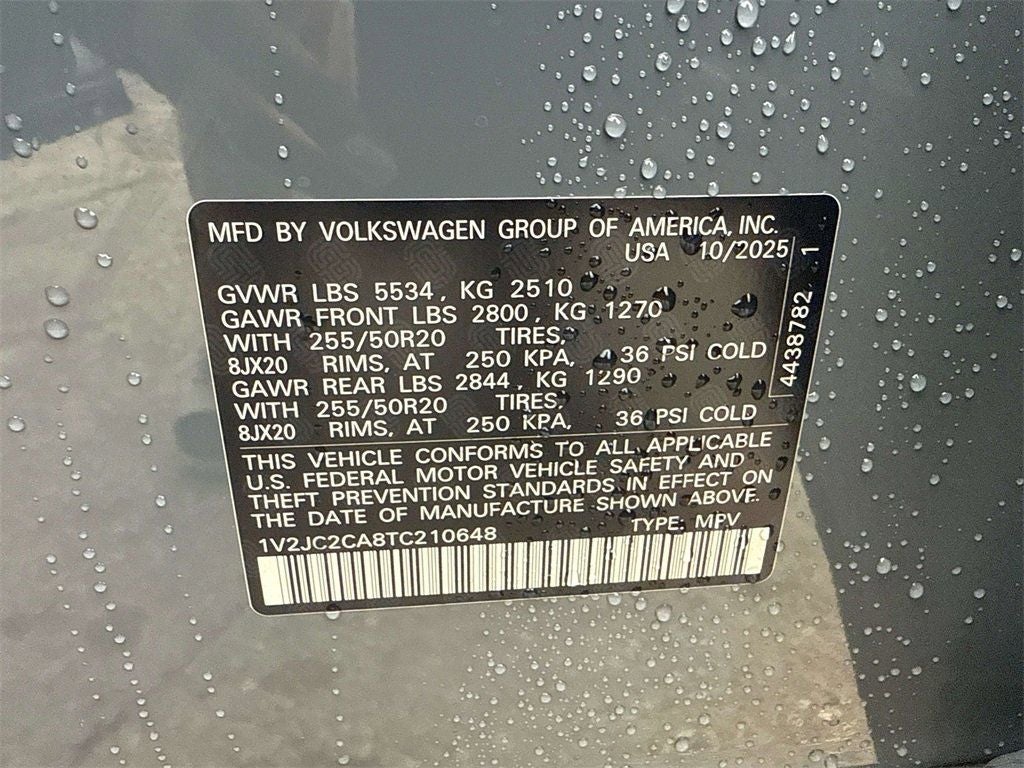 MFD BY VOLKSWAGEN GROUP OF AMERICA, INC.
USA 10/2025
GVWR LBS 5534, KG 2510
GAWR FRONT LBS 2800, KG 1270
WITH 255/50R20 TIRES,
8JX20 RIMS, AT 250 KPA, 36 PSI COLD
GAWR REAR LBS 2844, KG 1290
WITH 255/50R20 TIRES,
8JX20 RIMS, AT 250 KPA, 36 PSI COLD
4438782 1
THIS VEHICLE CONFORMS TO ALL APPLICABLE
U.S. FEDERAL MOTOR VEHICLE SAFETY AND
THEFT PREVENTION STANDARDS IN EFFECT ON
THE DATE OF MANUFACTURE SHOWN ABOVE.
TYPE: MPV
1V2JC2CA8TC210648